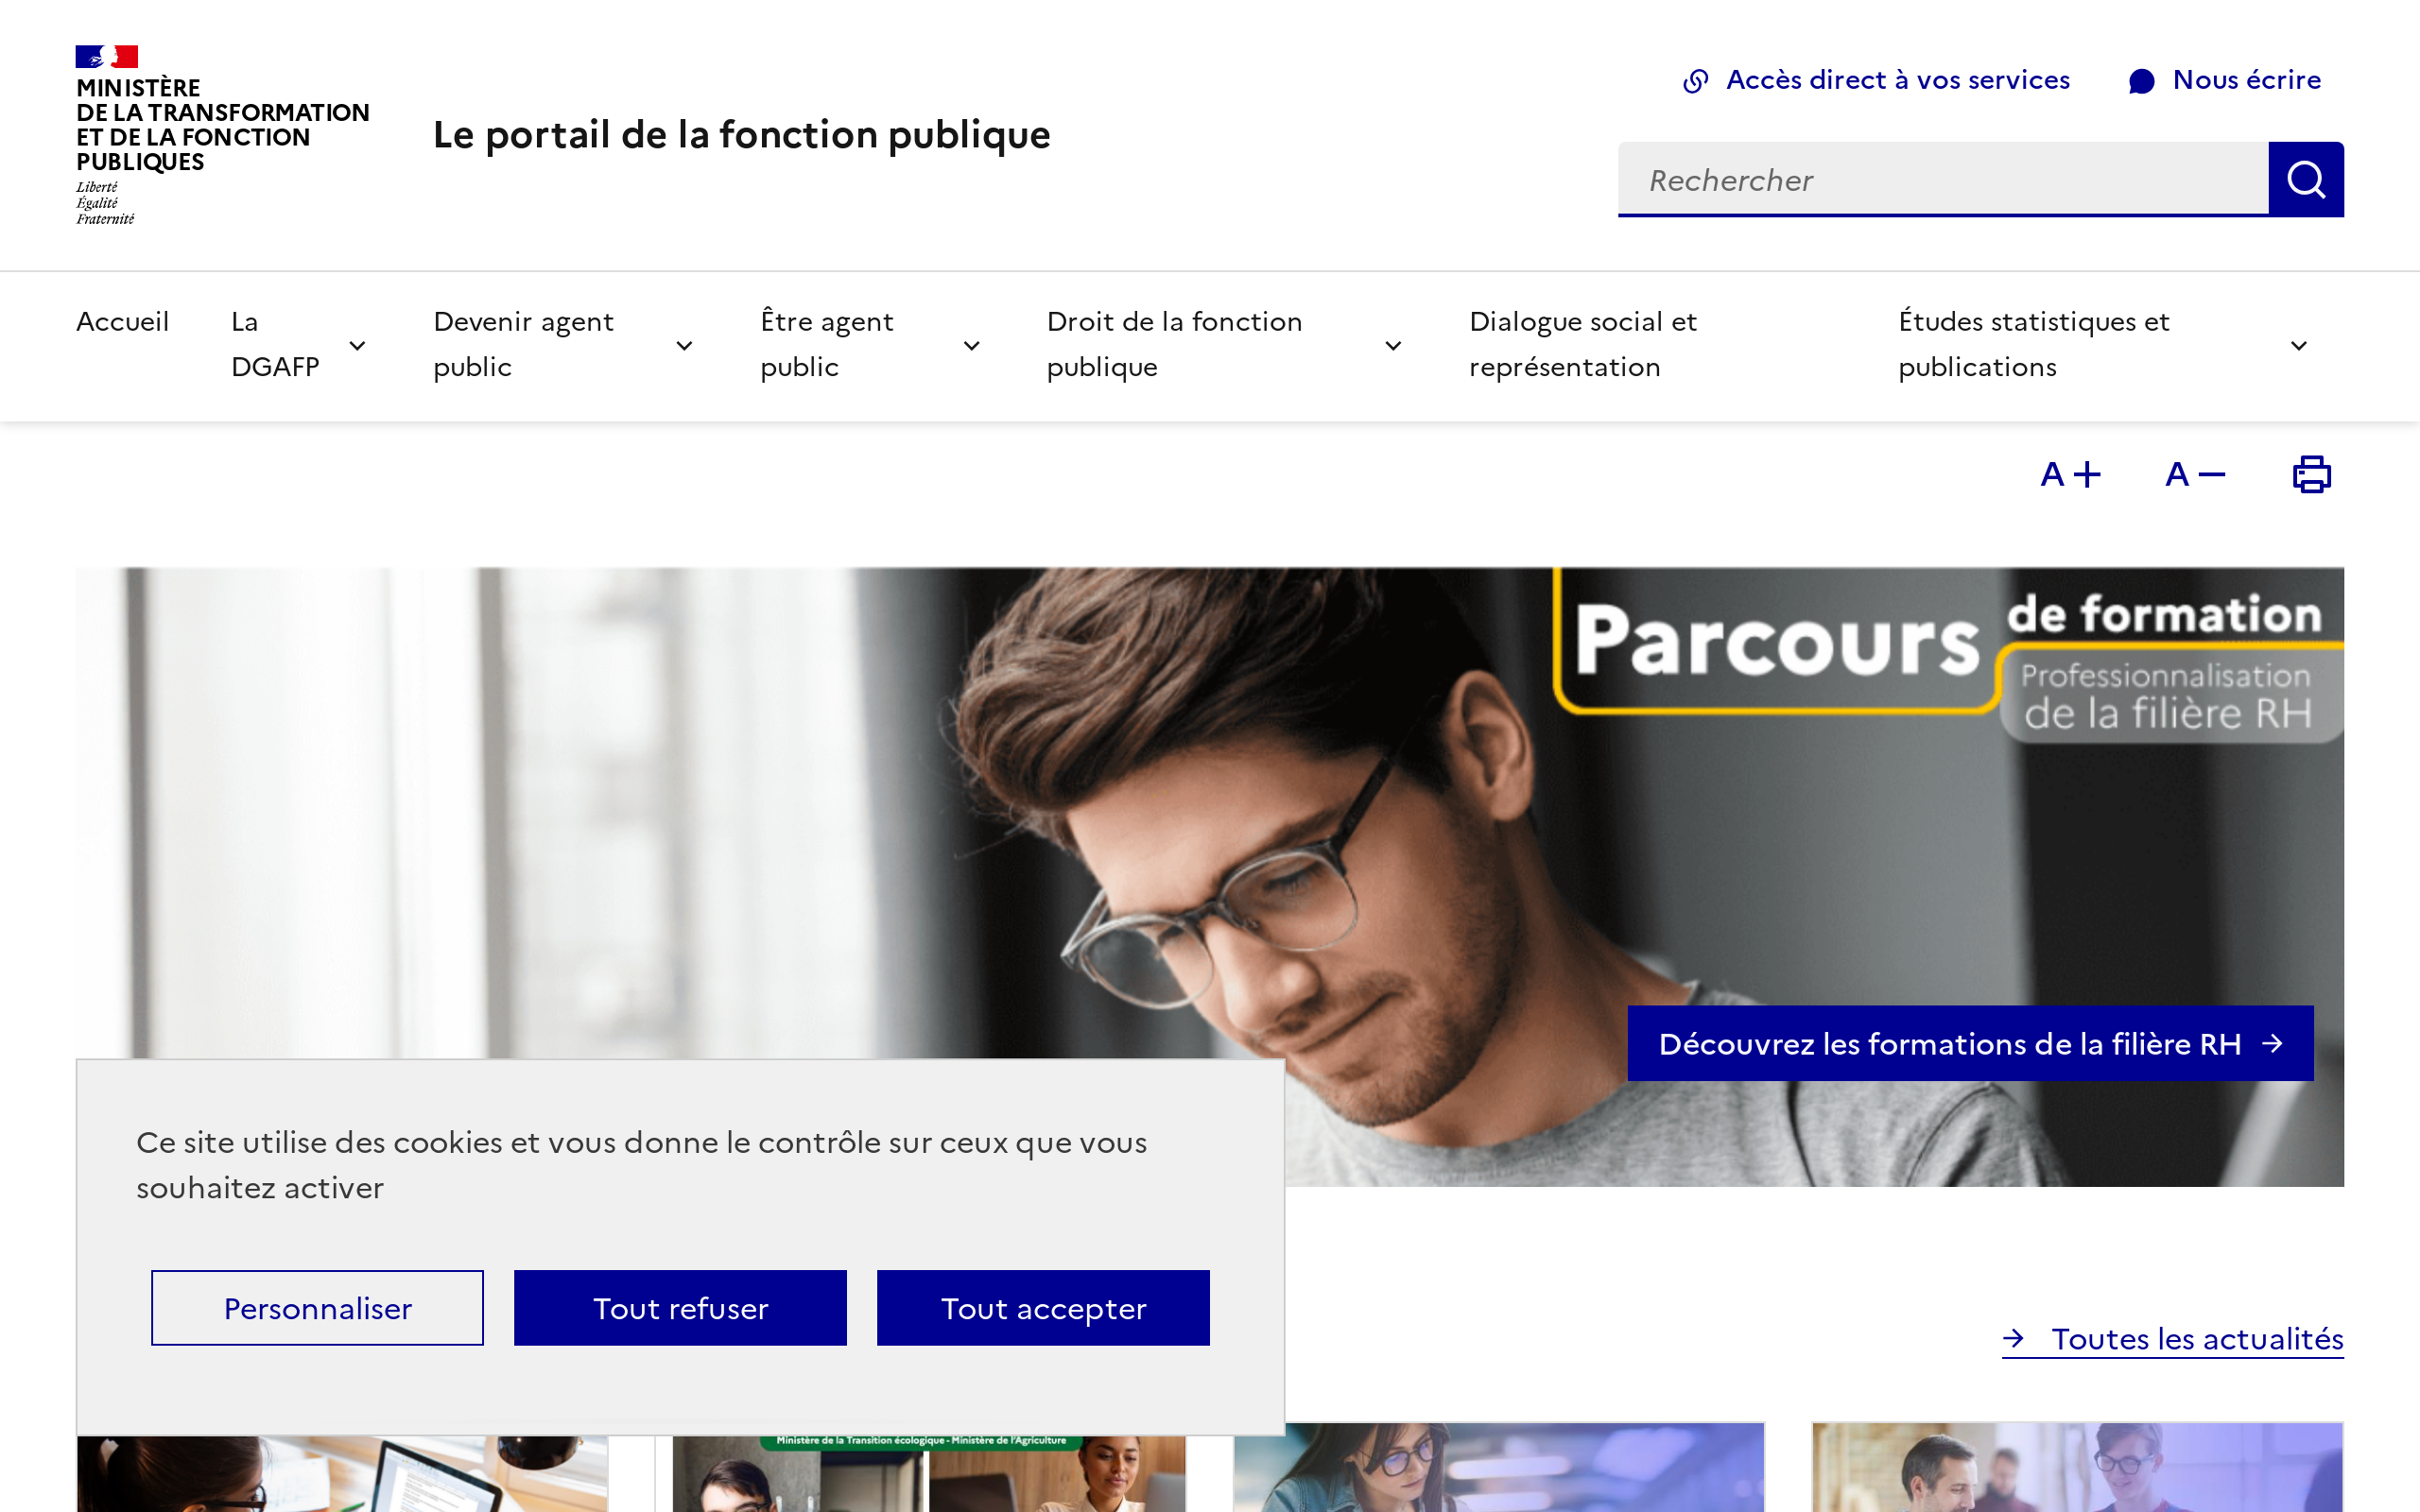 MINISTÈRE
DE LA TRANSFORMATION
ET DE LA FONCTION
PUBLIQUES
Liberté
Égalité
Fraternité
Le portail de la fonction publique
Accès direct à vos services
Nous écrire
Rechercher
Accueil
La
DGAFP
Devenir agent
public
Être agent
public
Droit de la fonction
publique
Dialogue social et
représentation
Études statistiques et
publications
A+
A−
Parcours
de formation
Professionnalisation
de la filière RH
Découvrez les formations de la filière RH
Ce site utilise des cookies et vous donne le contrôle sur ceux que vous
souhaitez activer
Personnaliser
Tout refuser
Tout accepter
Toutes les actualités
Ministère de la Transition écologique - Ministère de l'Agriculture